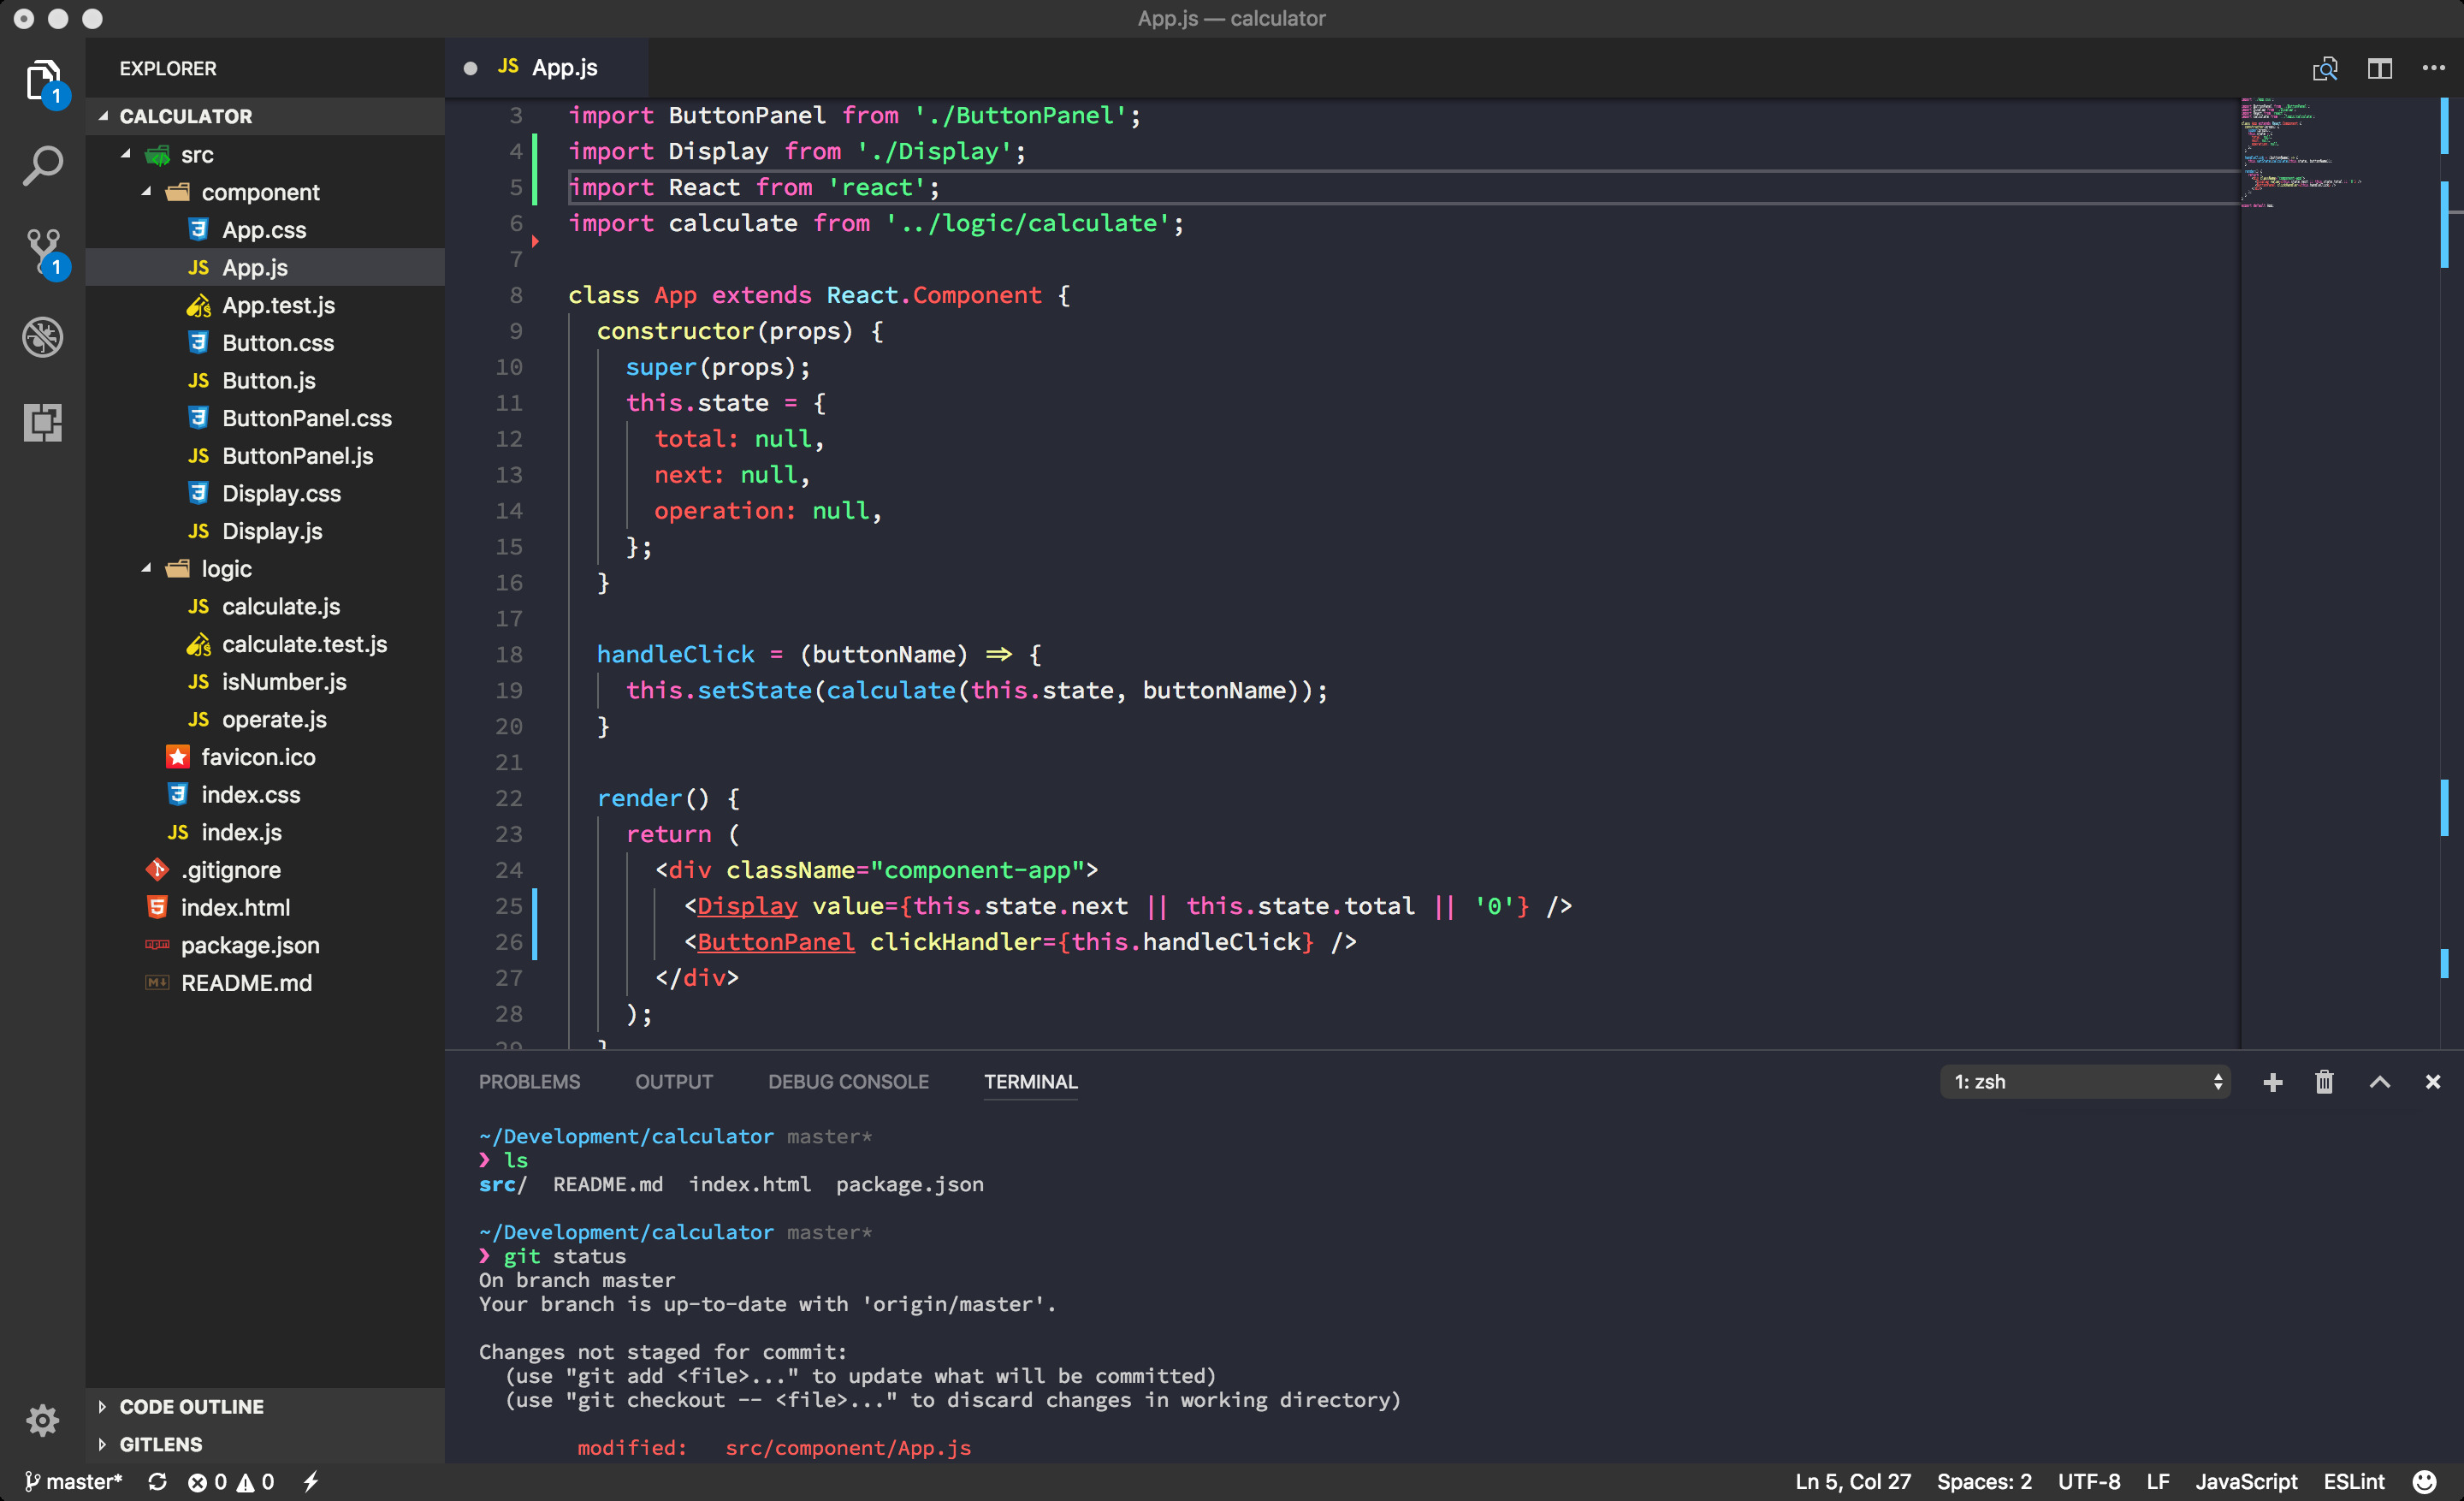 App.js — calculator
EXPLORER
CALCULATOR
src
component
App.css
JS App.js
App.test.js
Button.css
JS Button.js
ButtonPanel.css
JS ButtonPanel.js
Display.css
JS Display.js
logic
JS calculate.js
calculate.test.js
JS isNumber.js
JS operate.js
favicon.ico
index.css
JS index.js
.gitignore
index.html
package.json
README.md
CODE OUTLINE
GITLENS
1
1
JS App.js
3 import ButtonPanel from './ButtonPanel';
4 import Display from './Display';
5 import React from 'react';
6 import calculate from '../logic/calculate';
7
8 class App extends React.Component {
9 constructor(props) {
10 super(props);
11 this.state = {
12 total: null,
13 next: null,
14 operation: null,
15 };
16 }
17
18 handleClick = (buttonName) => {
19 this.setState(calculate(this.state, buttonName));
20 }
21
22 render() {
23 return (
24 <div className="component-app">
25 <Display value={this.state.next || this.state.total || '0'} />
26 <ButtonPanel clickHandler={this.handleClick} />
27 </div>
28 );
29 }
PROBLEMS OUTPUT DEBUG CONSOLE TERMINAL
1: zsh
~/Development/calculator master*
❯ ls
src/ README.md index.html package.json
~/Development/calculator master*
❯ git status
On branch master
Your branch is up-to-date with 'origin/master'.
Changes not staged for commit:
(use "git add <file>..." to update what will be committed)
(use "git checkout -- <file>..." to discard changes in working directory)
modified: src/component/App.js
master* 0 0
Ln 5, Col 27 Spaces: 2 UTF-8 LF JavaScript ESLint